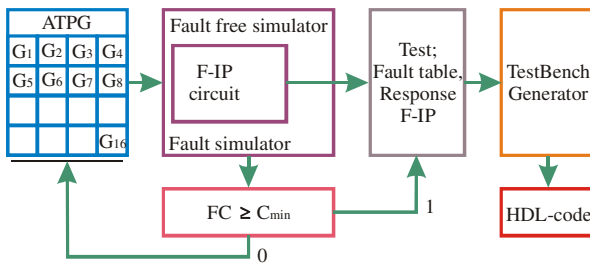 ATPG
G1 G2 G3 G4
G5 G6 G7 G8
G16
Fault free simulator
F-IP
circuit
Fault simulator
Test;
Fault table,
Response
F-IP
TestBench
Generator
FC ≥ Cmin
1
0
HDL-code